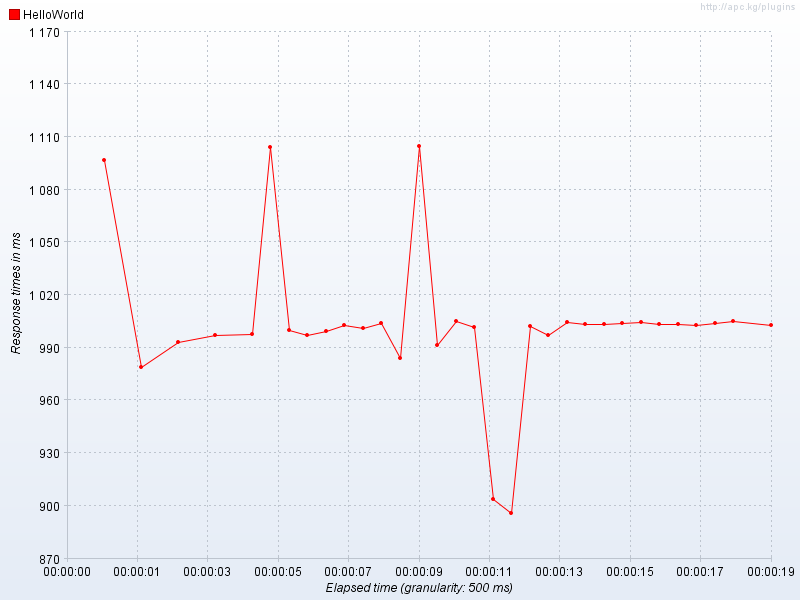 http://apc.kg/plugins
HelloWorld
1 170
1 140
1 110
1 080
1 050
1 020
990
960
930
900
870
Response times in ms
00:00:00 00:00:01 00:00:03 00:00:05 00:00:07 00:00:09 00:00:11 00:00:13 00:00:15 00:00:17 00:00:19
Elapsed time (granularity: 500 ms)